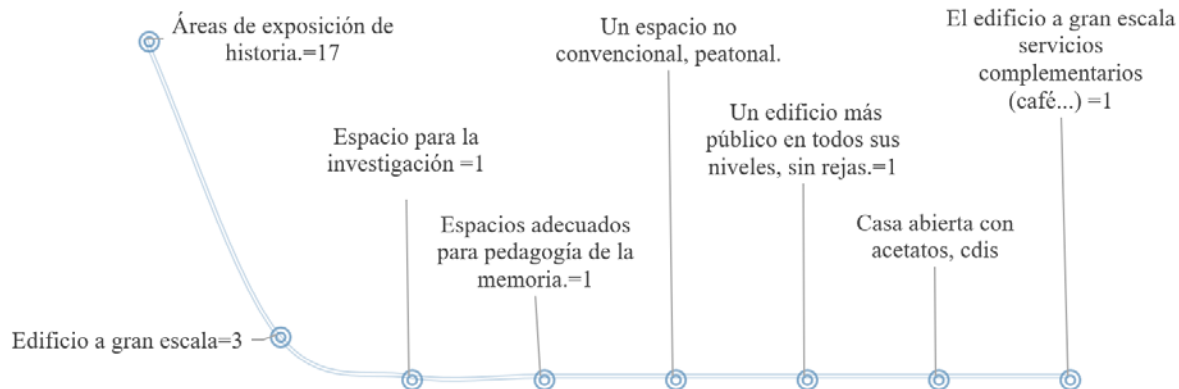 Áreas de exposición de
historia.=17
Edificio a gran escala=3
Espacio para la
investigación =1
Espacios adecuados
para pedagogía de la
memoria.=1
Un espacio no
convencional, peatonal.
Un edificio más
público en todos sus
niveles, sin rejas.=1
Casa abierta con
acetatos, cdis
El edificio a gran escala
servicios
complementarios
(café...) =1